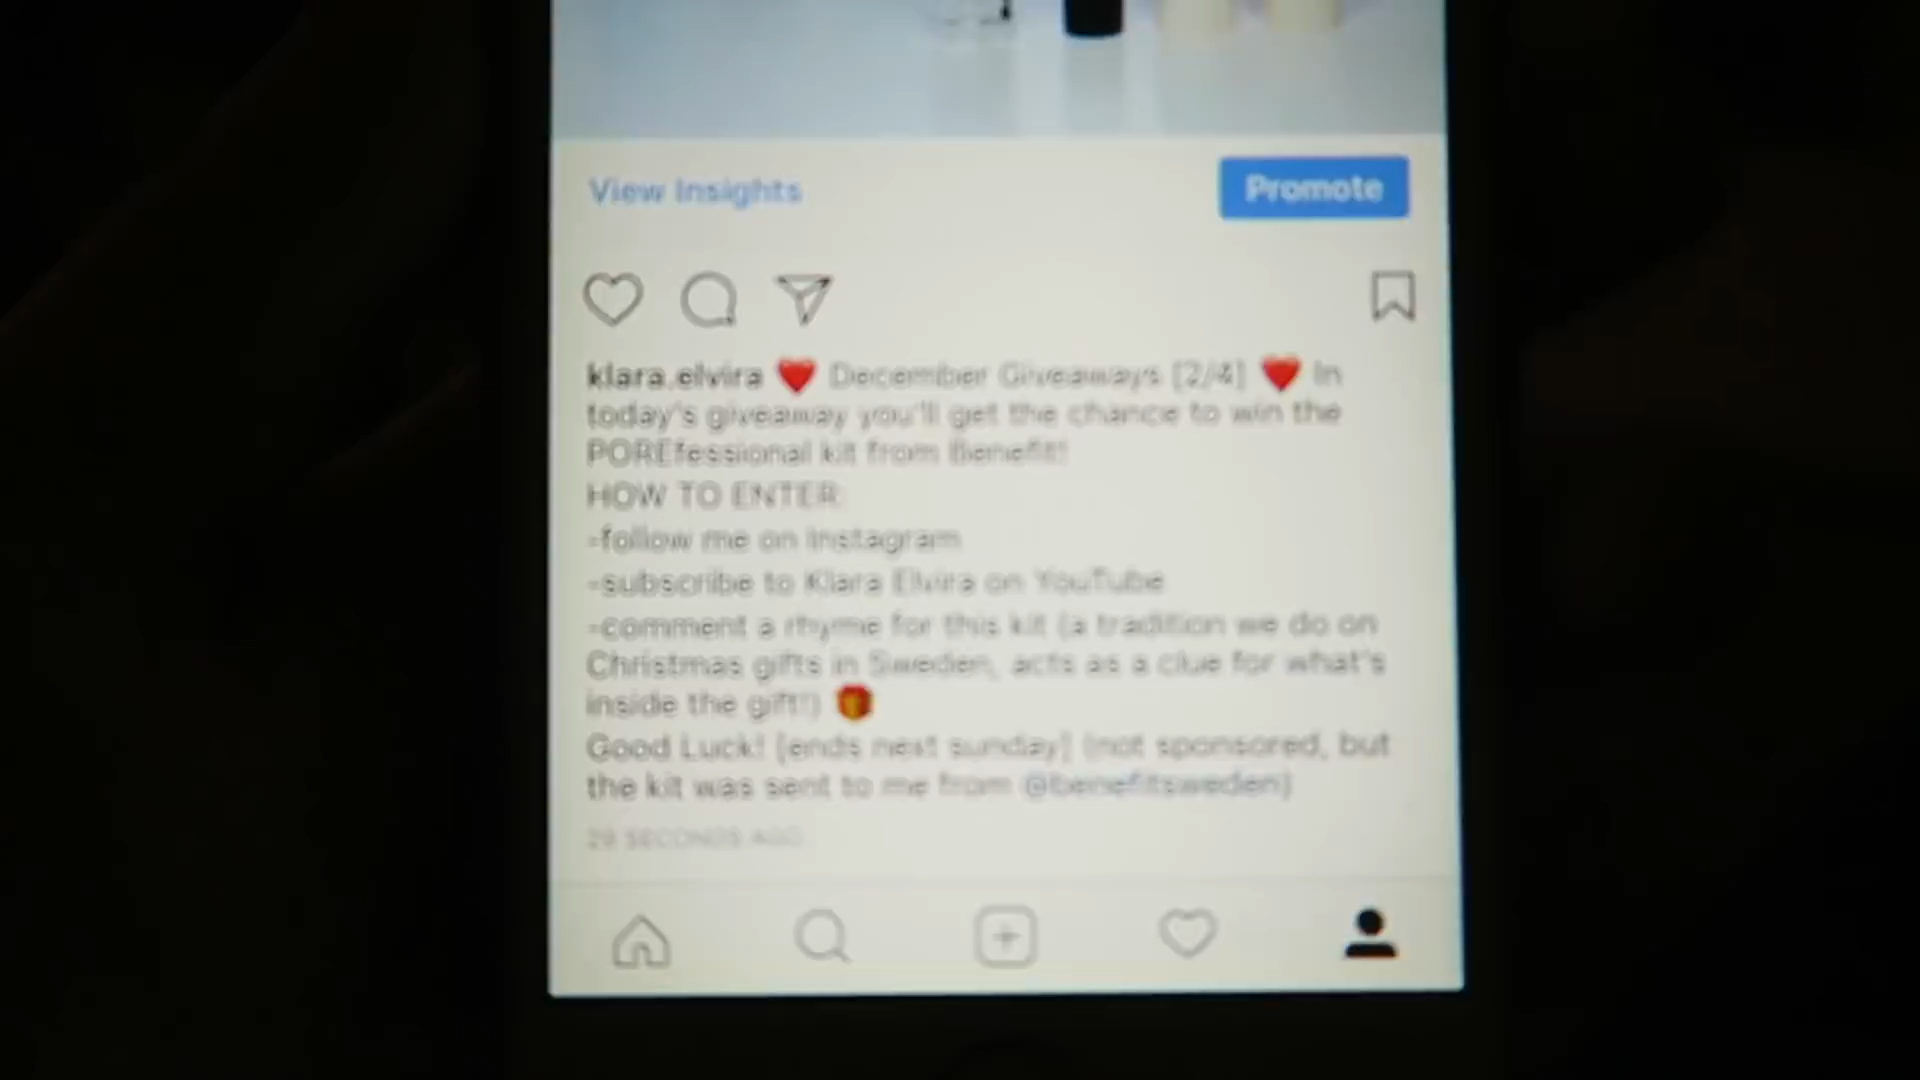 View Insights
Promote
klara.elvira ❤️ December Giveaways [2/4] ❤️ In
today's giveaway you'll get the chance to win the
POREfessional kit from Benefit!
HOW TO ENTER:
-follow me on Instagram
-subscribe to Klara Elvira on YouTube
-comment a rhyme for this kit (a tradition we do on
Christmas gifts in Sweden, acts as a clue for what's
inside the gift!) 🎁
Good Luck! [ends next sunday] (not sponsored, but
the kit was sent to me from @benefitsweden)
29 SECONDS AGO